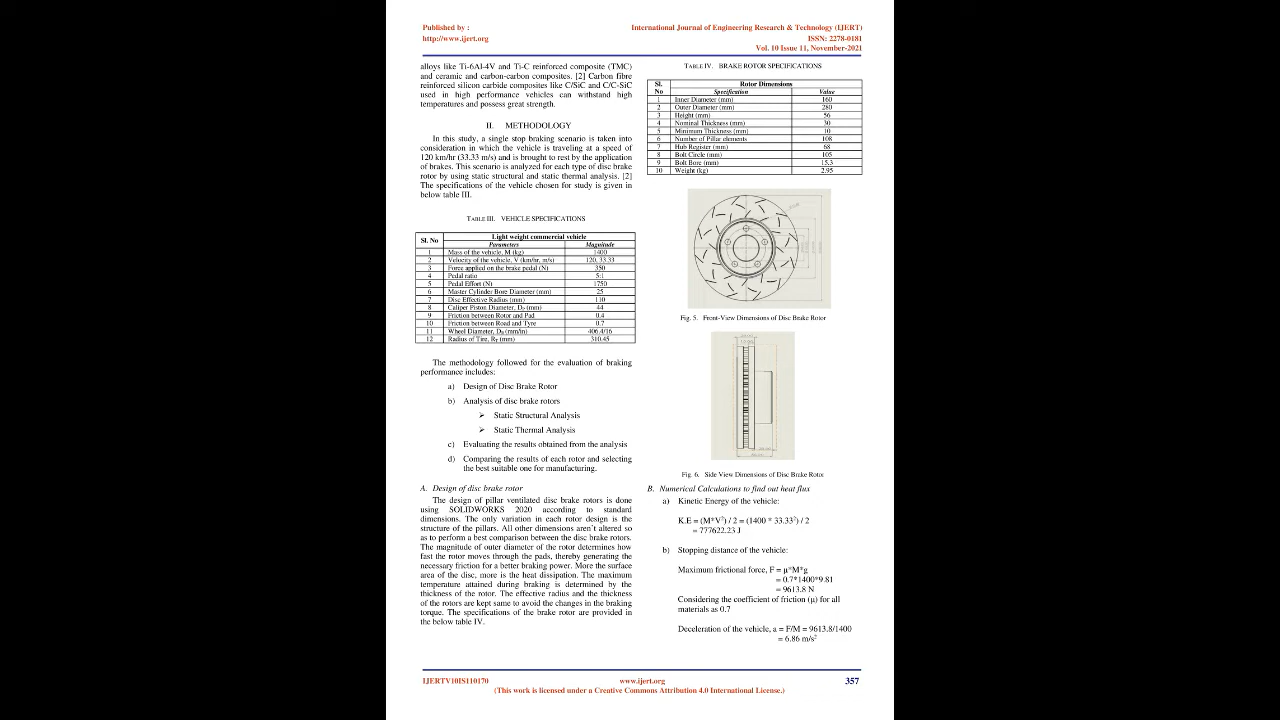 Published by :
International Journal of Engineering Research & Technology (IJERT)
http://www.ijert.org
ISSN: 2278-0181
Vol. 10 Issue 11, November-2021
alloys like Ti-6Al-4V and Ti-C reinforced composite (TMC)
and ceramic and carbon-carbon composites. [2] Carbon fibre
reinforced silicon carbide composites like C/SiC and C/C-SiC
used in high performance vehicles can withstand high
temperatures and possess great strength.
II. METHODOLOGY
In this study, a single stop braking scenario is taken into
consideration in which the vehicle is traveling at a speed of
120 km/hr (33.33 m/s) and is brought to rest by the application
of brakes. This scenario is analyzed for each type of disc brake
rotor by using static structural and static thermal analysis. [2]
The specifications of the vehicle chosen for study is given in
below table III.
TABLE III. VEHICLE SPECIFICATIONS
Sl. No
Light weight commercial vehicle
Parameters Magnitude
1 Mass of the vehicle, M (kg) 1400
2 Velocity of the vehicle, V (km/hr, m/s) 120, 33.33
3 Force applied on the brake pedal (N) 350
4 Pedal ratio 5:1
5 Pedal Effort (N) 1750
6 Master Cylinder Bore Diameter (mm) 25
7 Disc Effective Radius (mm) 110
8 Caliper Piston Diameter, (mm) 44
9 Friction between Rotor and Pad 0.4
10 Friction between Road and Tyre 0.7
11 Wheel Diameter, (mm/in) 406.4/16
12 Radius of Tire, (mm) 310.45
The methodology followed for the evaluation of braking
performance includes:
a) Design of Disc Brake Rotor
b) Analysis of disc brake rotors
➢ Static Structural Analysis
➢ Static Thermal Analysis
c) Evaluating the results obtained from the analysis
d) Comparing the results of each rotor and selecting
the best suitable one for manufacturing.
A. Design of disc brake rotor
The design of pillar ventilated disc brake rotors is done
using SOLIDWORKS 2020 according to standard
dimensions. The only variation in each rotor design is the
structure of the pillars. All other dimensions aren't altered so
as to perform a best comparison between the disc brake rotors.
The magnitude of outer diameter of the rotor determines how
fast the rotor moves through the pads, thereby generating the
necessary friction for a better braking power. More the surface
area of the disc, more is the heat dissipation. The maximum
temperature attained during braking is determined by the
thickness of the rotor. The effective radius and the thickness
of the rotors are kept same to avoid the changes in the braking
torque. The specifications of the brake rotor are provided in
the below table IV.
TABLE IV. BRAKE ROTOR SPECIFICATIONS
Sl. No
Rotor Dimensions
Specification Value
1 Inner Diameter (mm) 160
2 Outer Diameter (mm) 280
3 Height (mm) 56
4 Nominal Thickness (mm) 30
5 Minimum Thickness (mm) 10
6 Number of Pillar elements 108
7 Hub Register (mm) 68
8 Bolt Circle (mm) 105
9 Bolt Bore (mm) 15.3
10 Weight (kg) 2.95
Fig. 5. Front-View Dimensions of Disc Brake Rotor
Fig. 6. Side View Dimensions of Disc Brake Rotor
B. Numerical Calculations to find out heat flux
a) Kinetic Energy of the vehicle:
K.E = (M*V²) / 2 = (1400 * 33.33²) / 2
= 777622.23 J
b) Stopping distance of the vehicle:
Maximum frictional force, F = μ*M*g
= 0.7*1400*9.81
= 9613.8 N
Considering the coefficient of friction (μ) for all
materials as 0.7
Deceleration of the vehicle, a = F/M = 9613.8/1400
= 6.86 m/s²
IJERTV10IS110170
www.ijert.org
357
(This work is licensed under a Creative Commons Attribution 4.0 International License.)